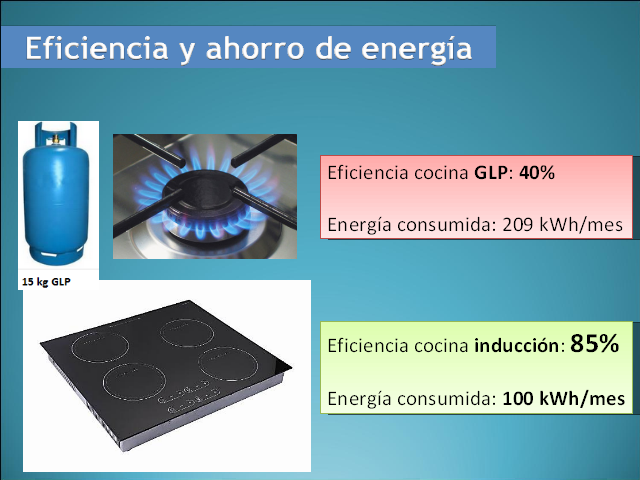 Eficiencia y ahorro de energía
15 kg GLP
Eficiencia cocina GLP: 40%
Energía consumida: 209 kWh/mes
Eficiencia cocina inducción: 85%
Energía consumida: 100 kWh/mes